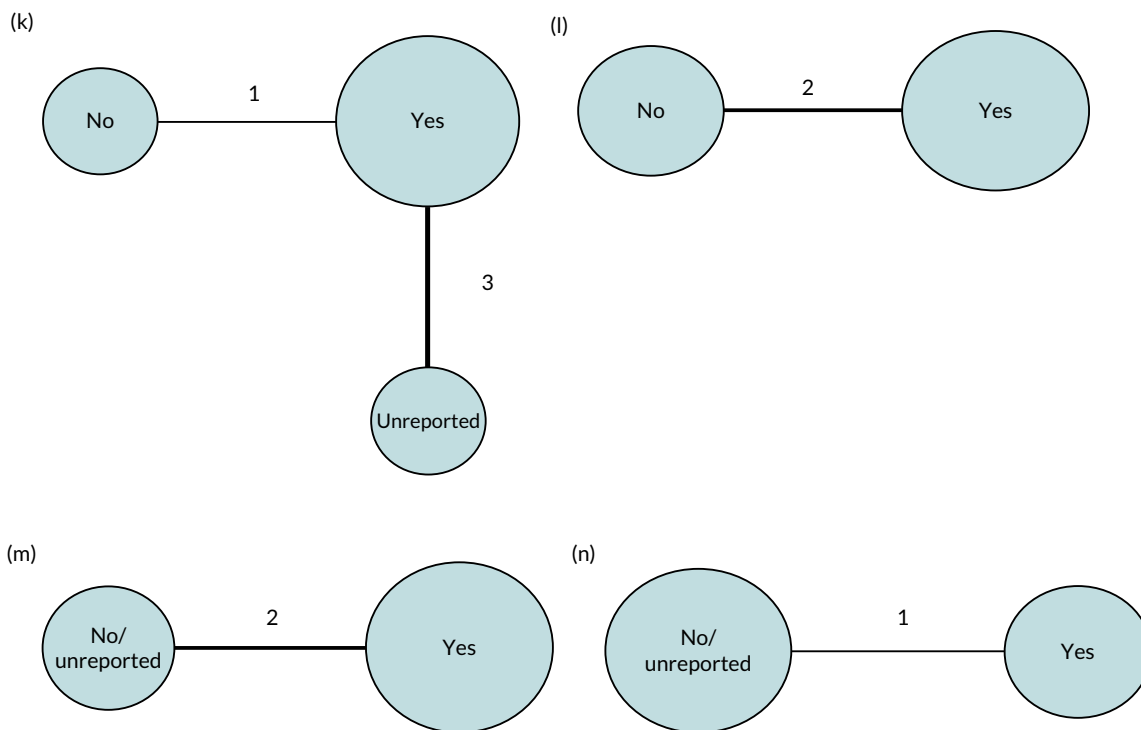 (k)
No
1
Yes
3
Unreported
(l)
No
2
Yes
(m)
No/
unreported
2
Yes
(n)
No/
unreported
1
Yes